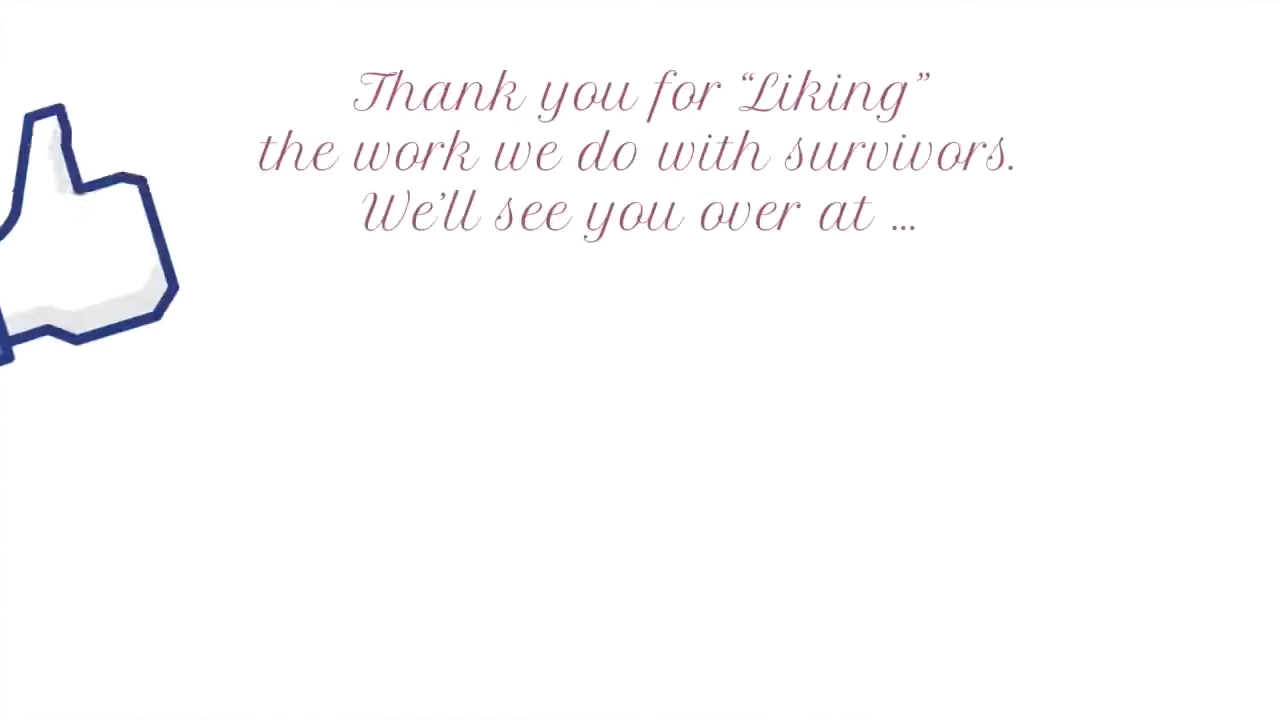 Thank you for “Liking”
the work we do with survivors.
We’ll see you over at ...